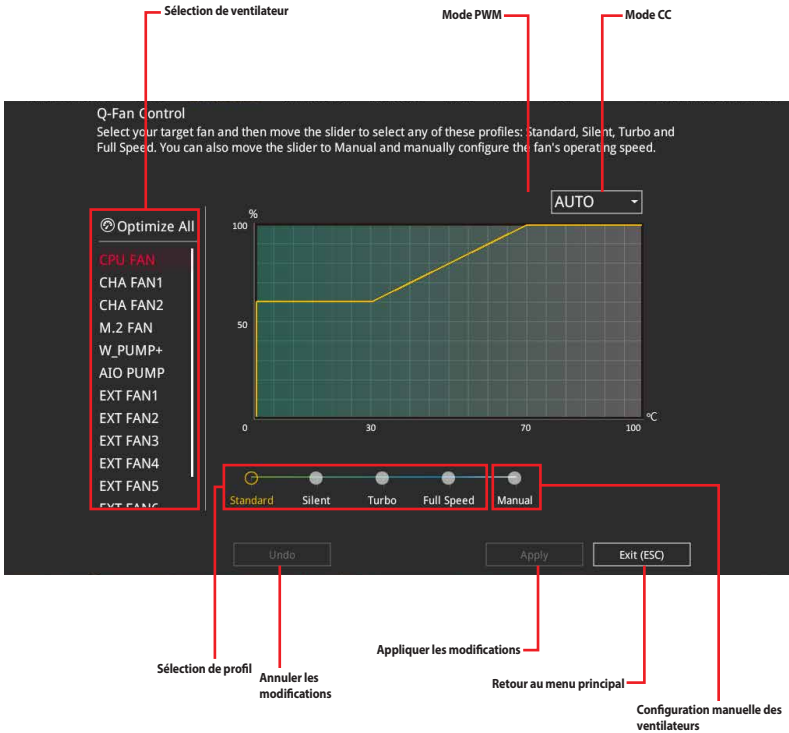 Sélection de ventilateur
Mode PWM
Mode CC
Q-Fan Control
Select your target fan and then move the slider to select any of these profiles: Standard, Silent, Turbo and
Full Speed. You can also move the slider to Manual and manually configure the fan's operating speed.
AUTO
Optimize All
CPU FAN
CHA FAN1
CHA FAN2
M.2 FAN
W_PUMP+
AIO PUMP
EXT FAN1
EXT FAN2
EXT FAN3
EXT FAN4
EXT FAN5
EXT FAN6
%
100
50
0
30
70
100
°C
Standard
Silent
Turbo
Full Speed
Manual
Undo
Apply
Exit (ESC)
Sélection de profil
Annuler les
modifications
Appliquer les modifications
Retour au menu principal
Configuration manuelle des
ventilateurs